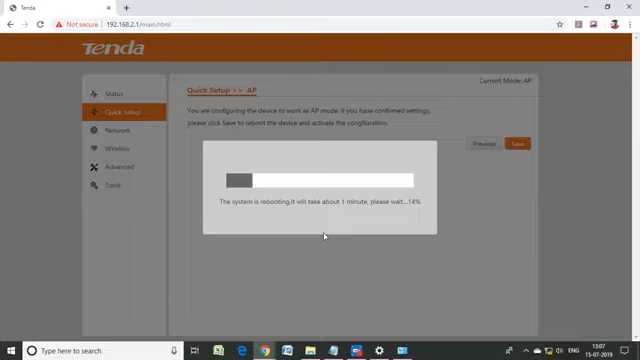 Tenda
Not secure
192.168.2.1/main.html
Tenda
Current Mode: AP
Status
Quick Setup
Network
Wireless
Advanced
Tools
Quick Setup >> AP
You are configuring the device to work as AP mode. If you have confirmed settings,
please click Save to reboot the device and activate the congfiuration.
Previous
Save
The system is rebooting,it will take about 1 minute, please wait...14%
Type here to search
ENG
13:07
15-07-2019